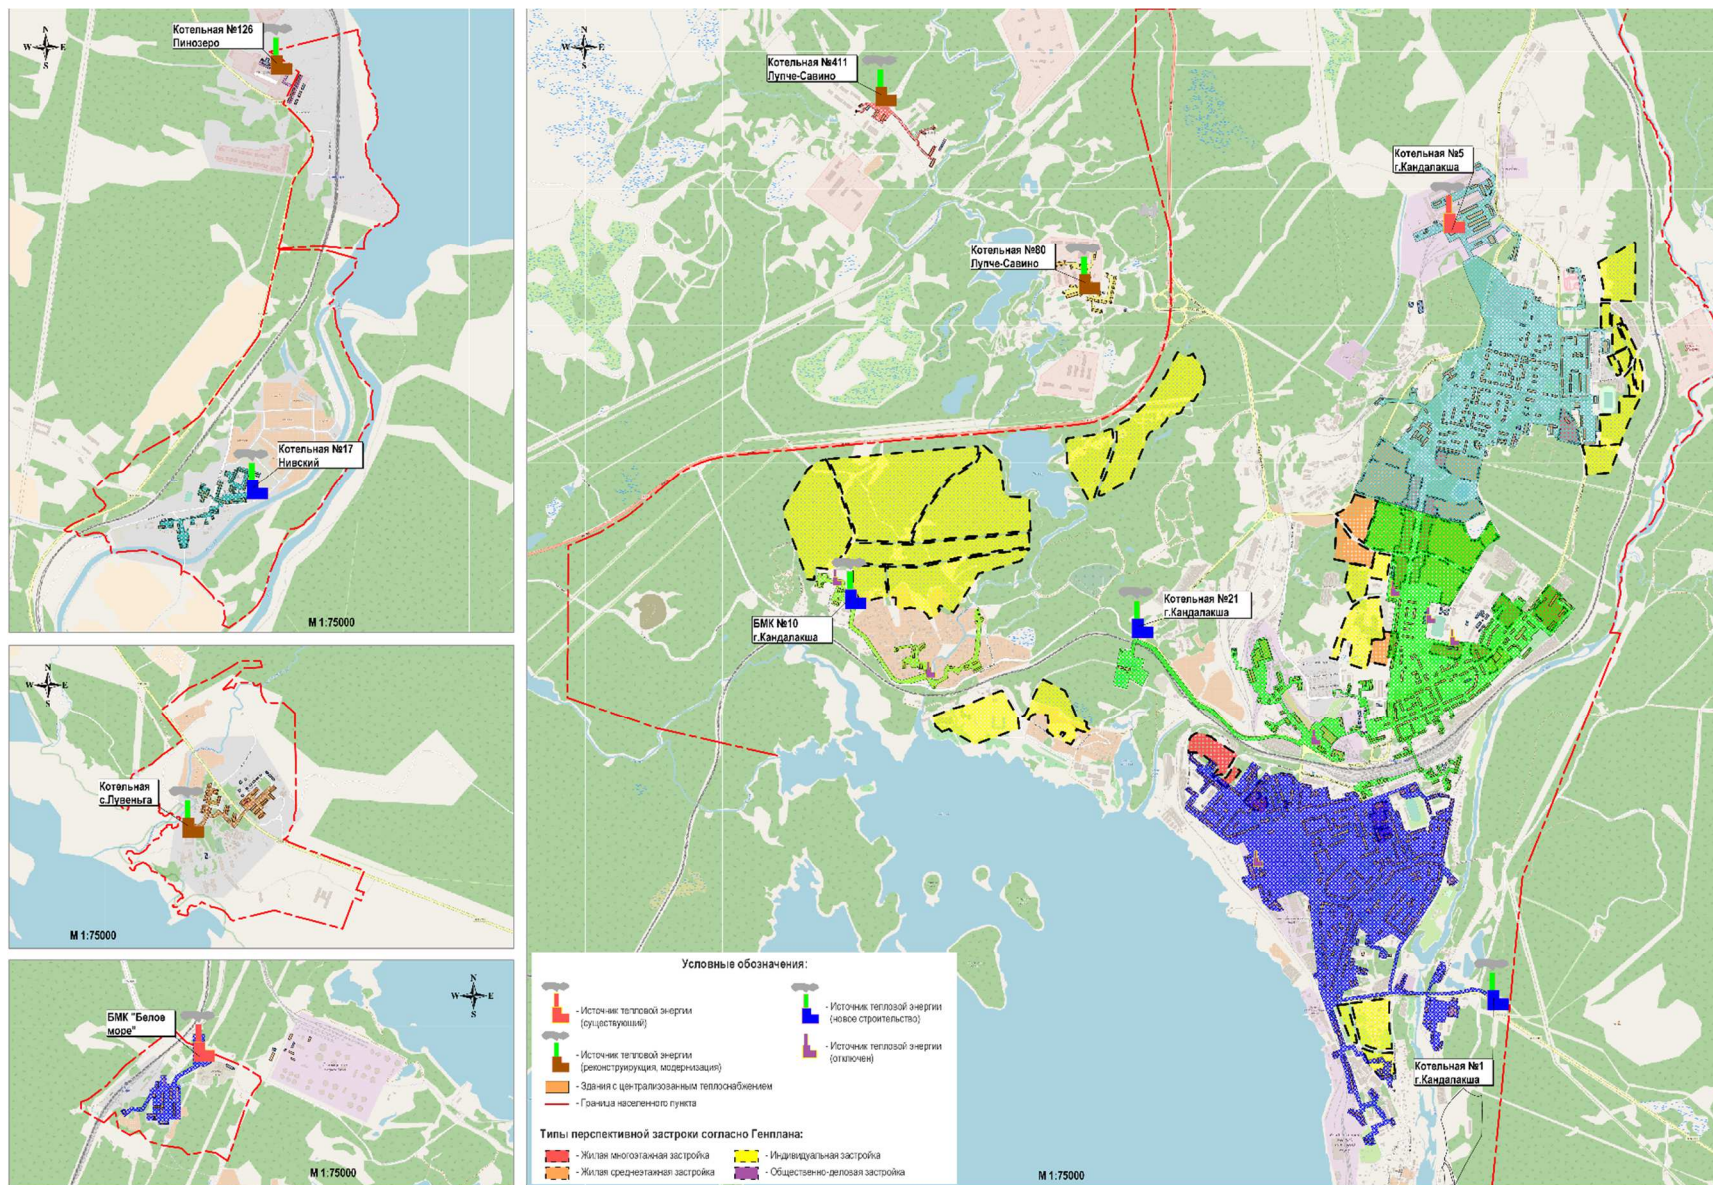 Котельная №126
Пинозеро
N
W
E
S
Котельная №17
Нивский
М 1:75000
N
W
E
S
Котельная
с.Лувеньга
М 1:75000
N
W
E
S
БМК "Белое
море"
М 1:75000
N
W
E
S
Котельная №411
Лупче-Савино
Котельная №5
г.Кандалакша
Котельная №80
Лупче-Савино
БМК №10
г.Кандалакша
Котельная №21
г.Кандалакша
Котельная №1
г.Кандалакша
Условные обозначения:
- Источник тепловой энергии
(существующий)
- Источник тепловой энергии
(реконструкция, модернизация)
- Здания с централизованным теплоснабжением
- Граница населенного пункта
- Источник тепловой энергии
(новое строительство)
- Источник тепловой энергии
(отключен)
Типы перспективной застроки согласно Генплана:
- Жилая многоэтажная застройка
- Жилая среднеэтажная застройка
- Индивидуальная застройка
- Общественно-деловая застройка
М 1:75000